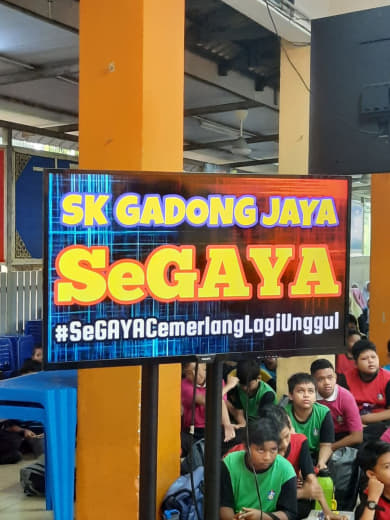 SK GADONG JAYA
SeGAYA
#SeGAYACemerlangLagiUnggul